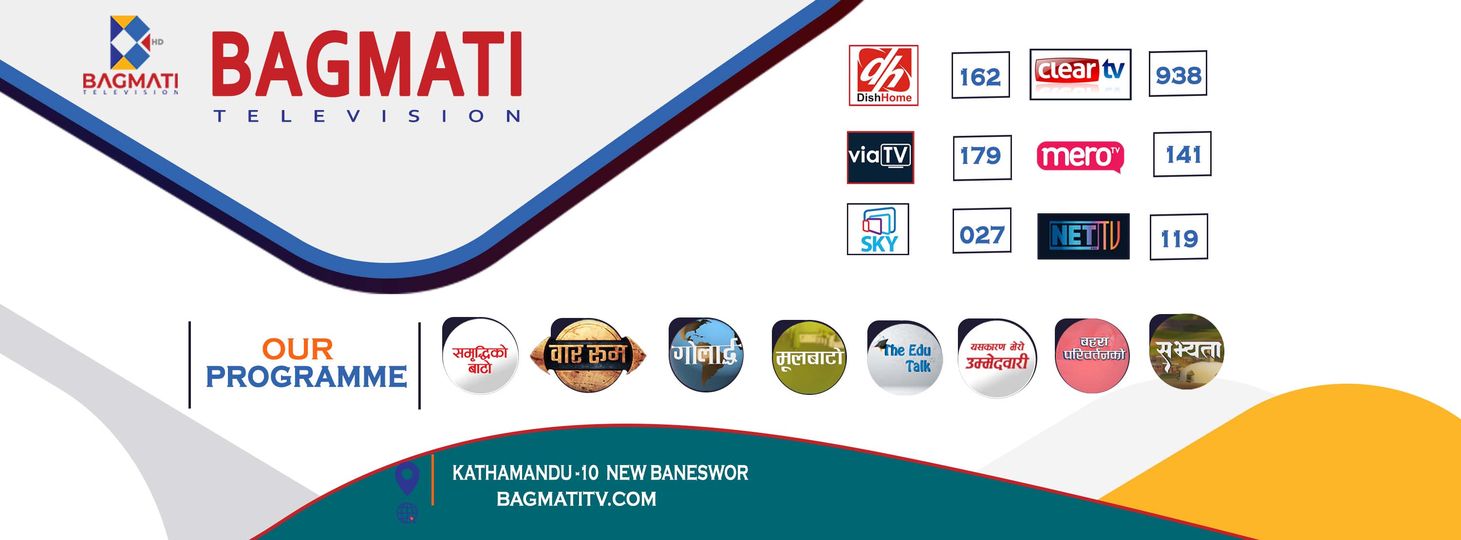 HD
BAGMATI
TELEVISION
BAGMATI
TELEVISION
dh
DishHome
162
clear tv
938
viaTV
179
mero TV
141
SKY
027
NET TV
119
OUR
PROGRAMME
समृद्धिको
बाटो
वार रूम
गोलार्द्ध
मूलबाटो
The Edu
Talk
यसकारण मेरो
उम्मेदवारी
बहस
परिवर्तनको
सभ्यता
KATHAMANDU -10 NEW BANESWOR
BAGMATITV.COM